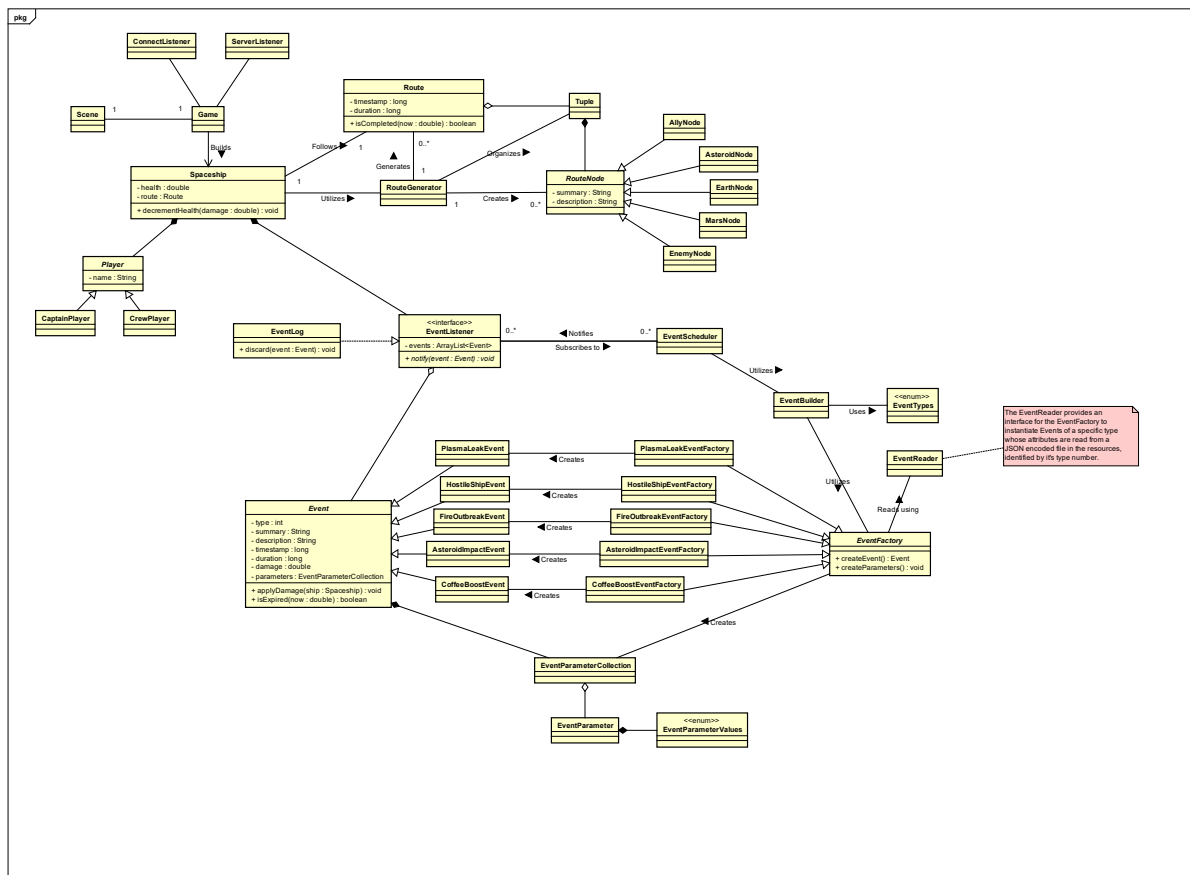 pkg
ConnectListener
ServerListener
Scene
1
1
Game
Builds
Route
- timestamp : long
- duration : long
+ isCompleted(now : double) : boolean
Tuple
AllyNode
AsteroidNode
EarthNode
MarsNode
EnemyNode
Spaceship
- health : double
- route : Route
+ decrementHealth(damage : double) : void
Follows
1
1
Utilizes
0..*
Generates
1
1
RouteGenerator
Organizes
1
Creates
0..*
RouteNode
- summary : String
- description : String
Player
- name : String
CaptainPlayer
CrewPlayer
EventLog
+ discard(event : Event) : void
<<interface>>
EventListener
- events : ArrayList<Event>
+ notify(event : Event) : void
0..*
Notifies
0..*
Subscribes to
EventScheduler
Utilizes
EventBuilder
Uses
<<enum>>
EventTypes
EventReader
The EventReader provides an
interface for the EventFactory to
instantiate Events of a specific type
whose attributes are read from a
JSON encoded file in the resources,
identified by it's type number.
PlasmaLeakEvent
Creates
PlasmaLeakEventFactory
HostileShipEvent
Creates
HostileShipEventFactory
FireOutbreakEvent
Creates
FireOutbreakEventFactory
AsteroidImpactEvent
Creates
AsteroidImpactEventFactory
CoffeeBoostEvent
Creates
CoffeeBoostEventFactory
Utilizes
Reads using
Event
- type : int
- summary : String
- description : String
- timestamp : long
- duration : long
- damage : double
- parameters : EventParameterCollection
+ applyDamage(ship : Spaceship) : void
+ isExpired(now : double) : boolean
EventFactory
+ createEvent() : Event
+ createParameters() : void
Creates
EventParameterCollection
EventParameter
<<enum>>
EventParameterValues